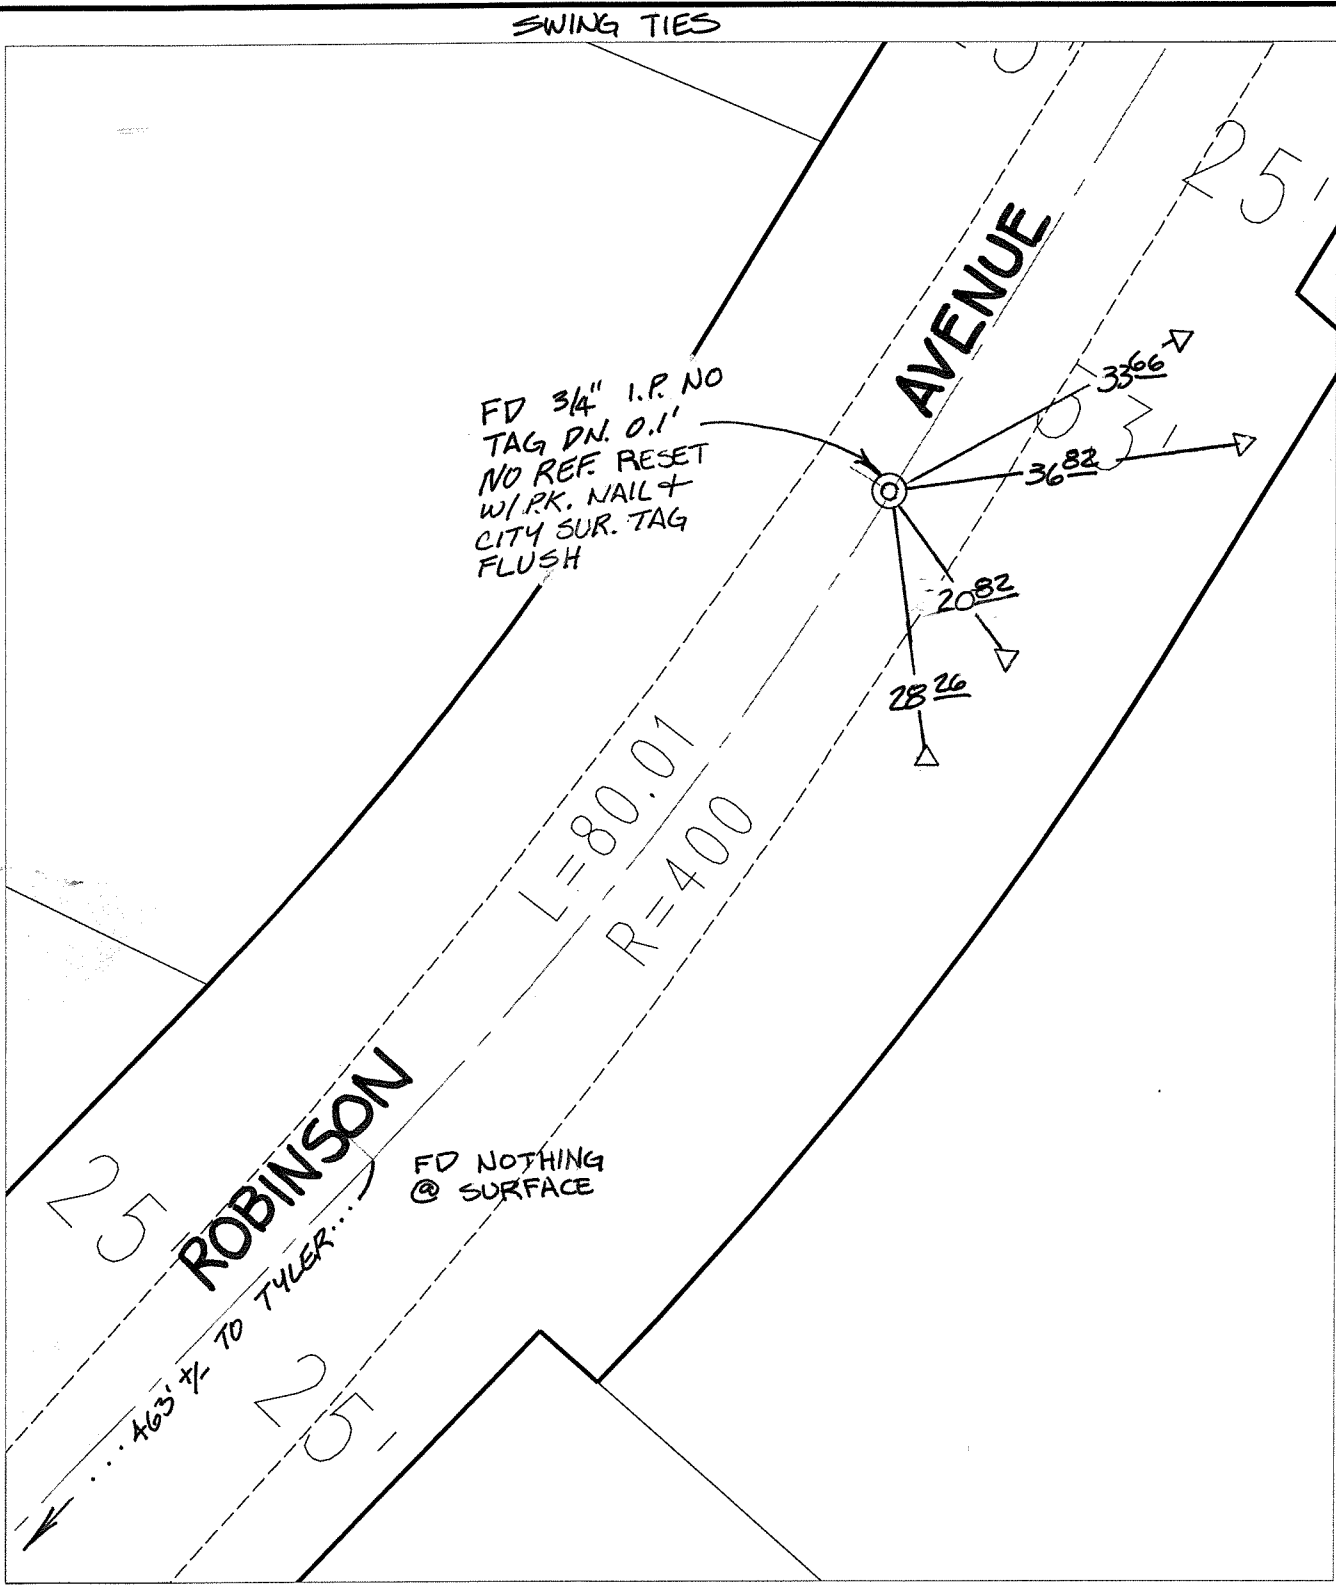 SWING TIES
25'
AVENUE
33 66
63'
36 82
FD 3/4" I.P. NO
TAG DN. 0.1'
NO REF. RESET
W/ P.K. NAIL +
CITY SUR. TAG
FLUSH
20 82
28 26
L=80.01
R=400
ROBINSON
FD NOTHING
@ SURFACE
25
....463' +/- TO TYLER....
25'